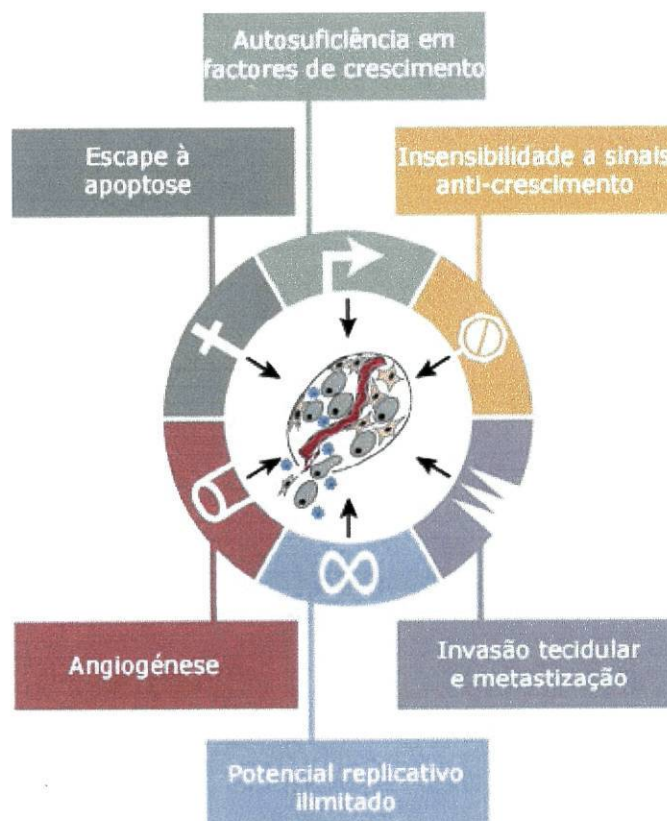 Autosuficiência em
factores de crescimento
Escape à
apoptose
Insensibilidade a sinais
anti-crescimento
Angiogénese
Invasão tecidular
e metastização
Potencial replicativo
ilimitado